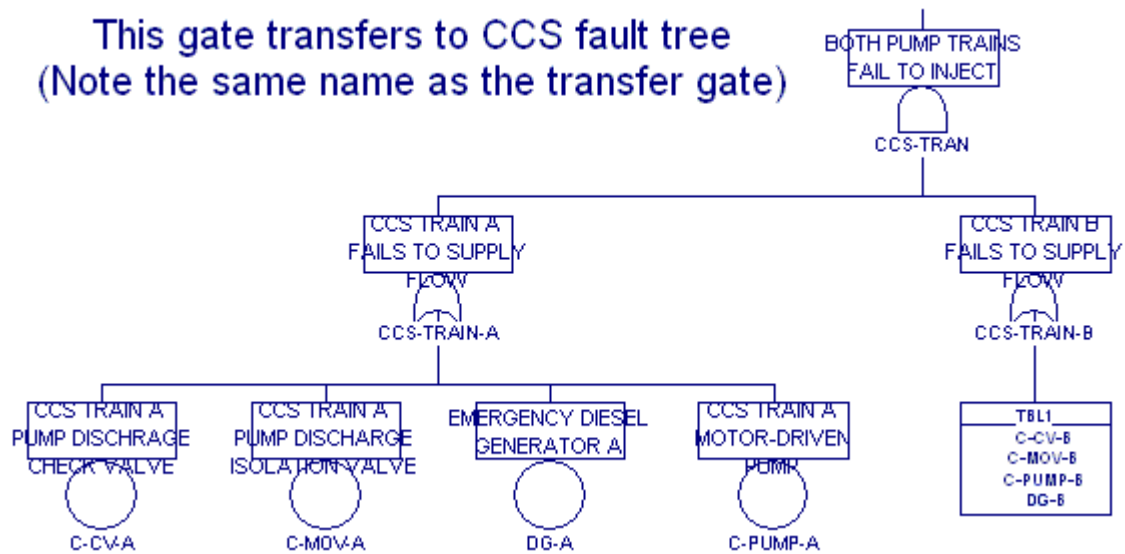 This gate transfers to CCS fault tree
(Note the same name as the transfer gate)
BOTH PUMP TRAINS
FAIL TO INJECT
CCS-TRAN
CCS TRAIN A
FAILS TO SUPPLY
FLOW
CCS-TRAIN-A
CCS TRAIN B
FAILS TO SUPPLY
FLOW
CCS-TRAIN-B
CCS TRAIN A
PUMP DISCHRAGE
CHECK VALVE
C-CV-A
CCS TRAIN A
PUMP DISCHARGE
ISOLATION VALVE
C-MOV-A
EMERGENCY DIESEL
GENERATOR A
DG-A
CCS TRAIN A
MOTOR-DRIVEN
PUMP
C-PUMP-A
TBL1
C-CV-B
C-MOV-B
C-PUMP-B
DG-B